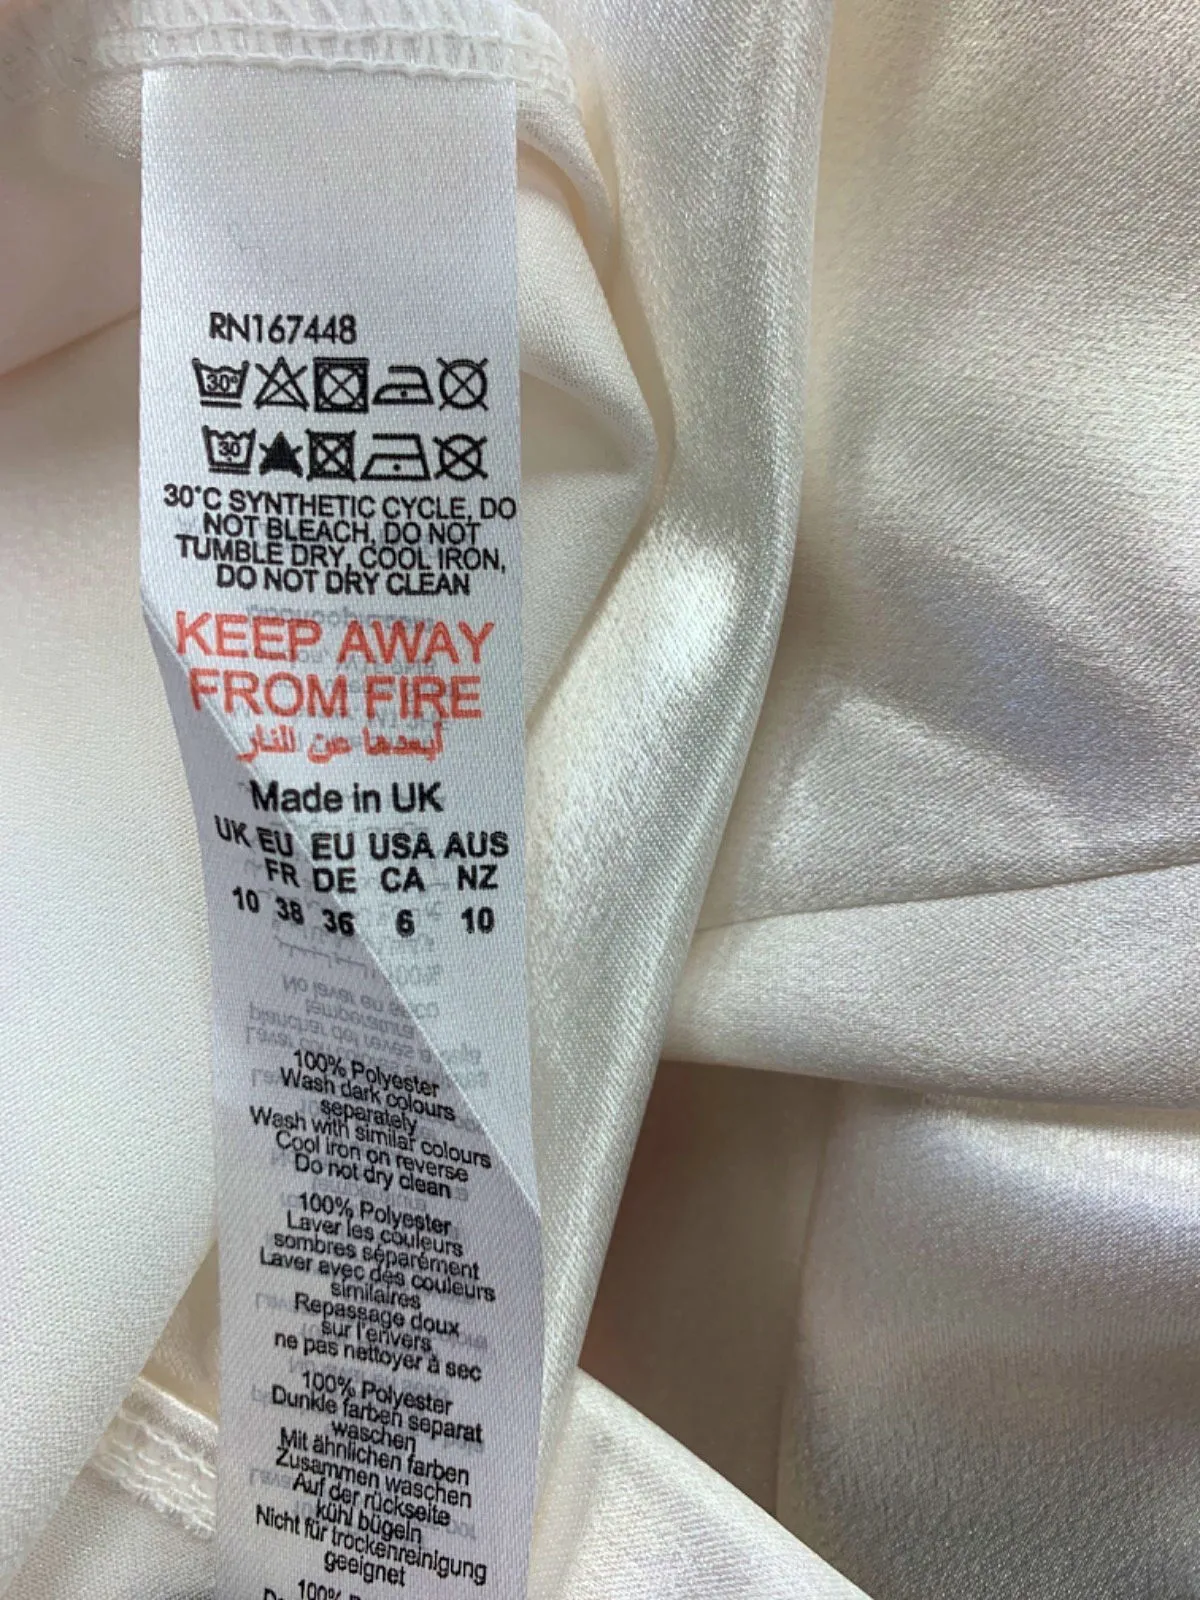 RN167448
30°
30
30°C SYNTHETIC CYCLE, DO
NOT BLEACH, DO NOT
TUMBLE DRY, COOL IRON,
DO NOT DRY CLEAN
KEEP AWAY
FROM FIRE
أبعدها عن النار
Made in UK
UK EU EU USA AUS
FR DE CA NZ
10 38 36 6 10
100% Polyester
Wash dark colours
separately
Wash with similar colours
Cool iron on reverse
Do not dry clean
100% Polyester
Laver les couleurs
sombres séparément
Laver avec des couleurs
similaires
Repassage doux
sur l'envers
ne pas nettoyer à sec
100% Polyester
Dunkle farben separat
waschen
Mit ähnlichen farben
Zusammen waschen
Auf der rückseite
kühl bügeln
Nicht für trockenreinigung
geeignet
100%